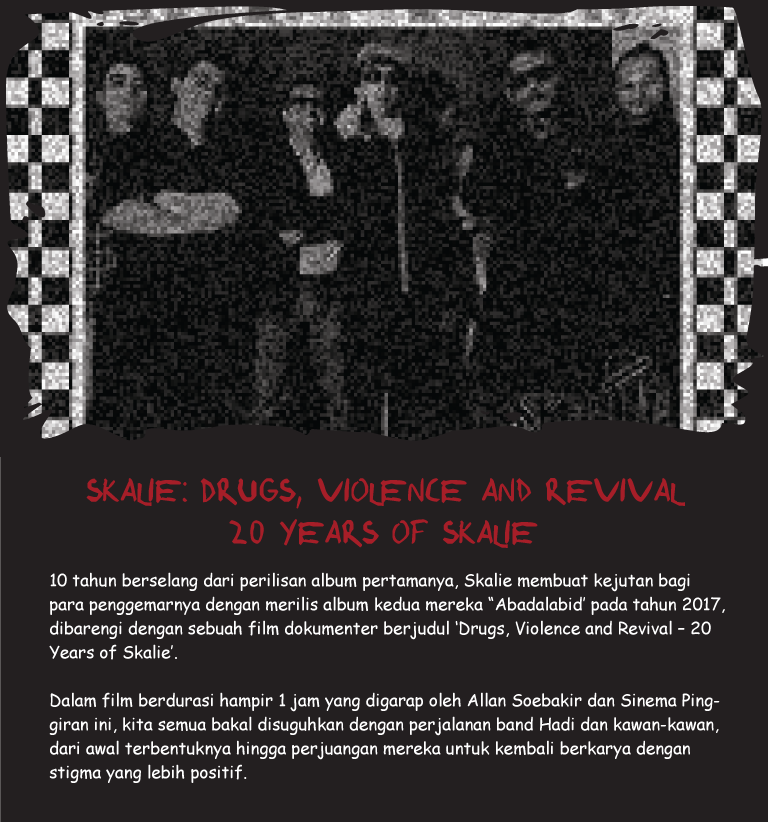 SKALIE: DRUGS, VIOLENCE AND REVIVAL
20 YEARS OF SKALIE
10 tahun berselang dari perilisan album pertamanya, Skalie membuat kejutan bagi
para penggemarnya dengan merilis album kedua mereka “Abadalabid’ pada tahun 2017,
dibarengi dengan sebuah film dokumenter berjudul ‘Drugs, Violence and Revival – 20
Years of Skalie’.
Dalam film berdurasi hampir 1 jam yang digarap oleh Allan Soebakir dan Sinema Ping-
giran ini, kita semua bakal disuguhkan dengan perjalanan band Hadi dan kawan-kawan,
dari awal terbentuknya hingga perjuangan mereka untuk kembali berkarya dengan
stigma yang lebih positif.